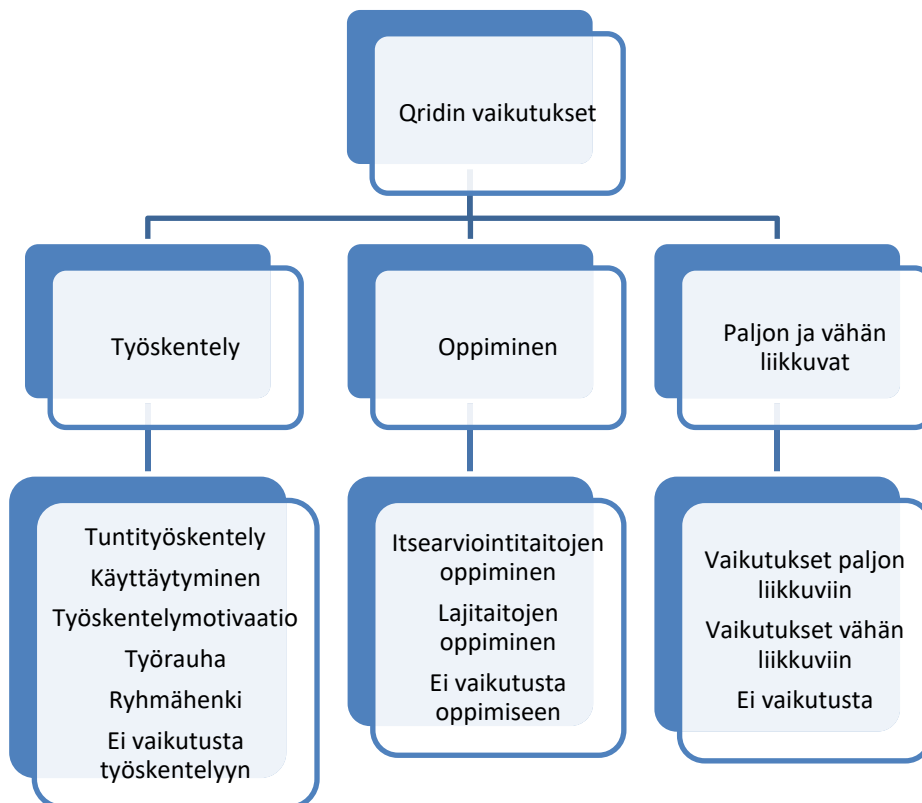 Qridin vaikutukset
Työskentely
Oppiminen
Paljon ja vähän
liikkuvat
Tuntityöskentely
Käyttäytyminen
Työskentelymotivaatio
Työrauha
Ryhmähenki
Ei vaikutusta
työskentelyyn
Itsearviointitaitojen
oppiminen
Lajitaitojen
oppiminen
Ei vaikutusta
oppimiseen
Vaikutukset paljon
liikkuviin
Vaikutukset vähän
liikkuviin
Ei vaikutusta